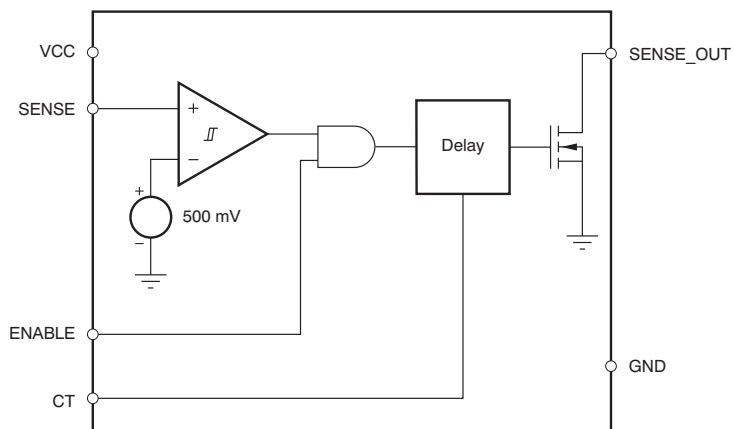 VCC
SENSE_OUT
SENSE
+
Delay
−
+
500 mV
−
ENABLE
GND
CT